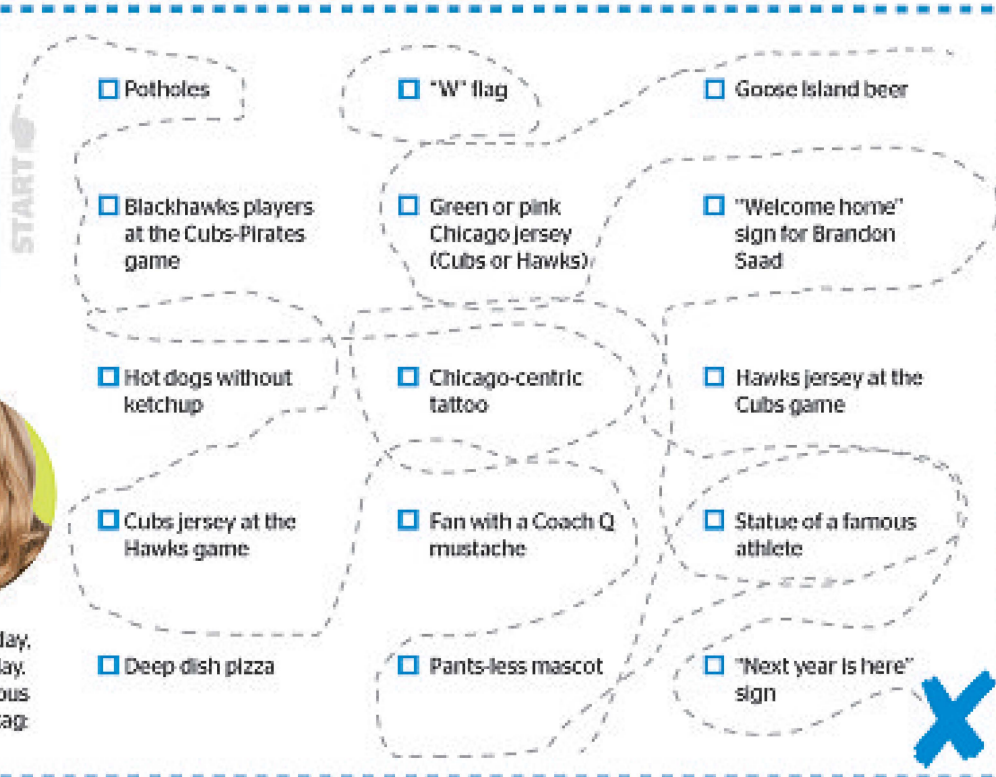 START
Potholes
"W" flag
Goose Island beer
Blackhawks players
at the Cubs-Pirates
game
Green or pink
Chicago jersey
(Cubs or Hawks)
"Welcome home"
sign for Brandon
Saad
Hot dogs without
ketchup
Chicago-centric
tattoo
Hawks jersey at the
Cubs game
Cubs jersey at the
Hawks game
Fan with a Coach Q
mustache
Statue of a famous
athlete
Deep dish pizza
Pants-less mascot
"Next year is here"
sign